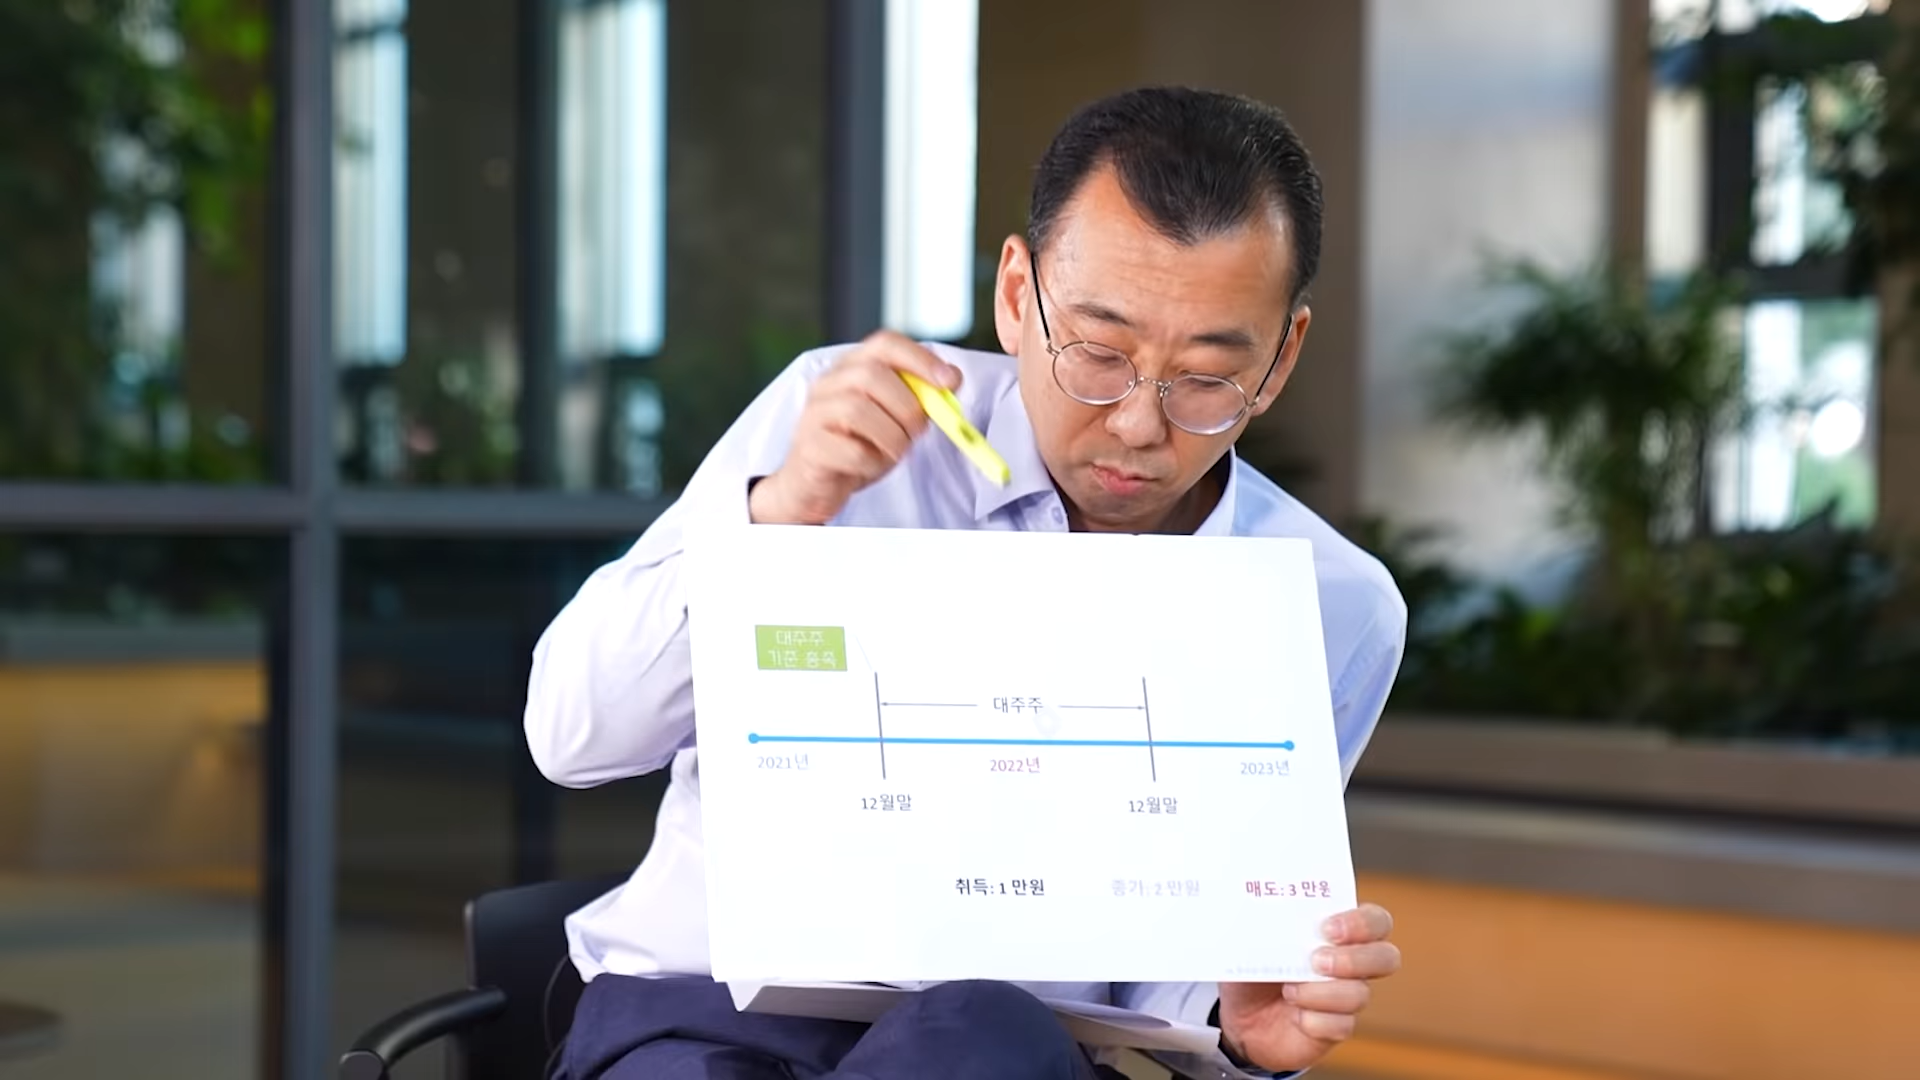 대주주
기준 충족
대주주
2021년
2022년
2023년
12월말
12월말
취득: 1 만원
종가: 2 만원
매도: 3 만원